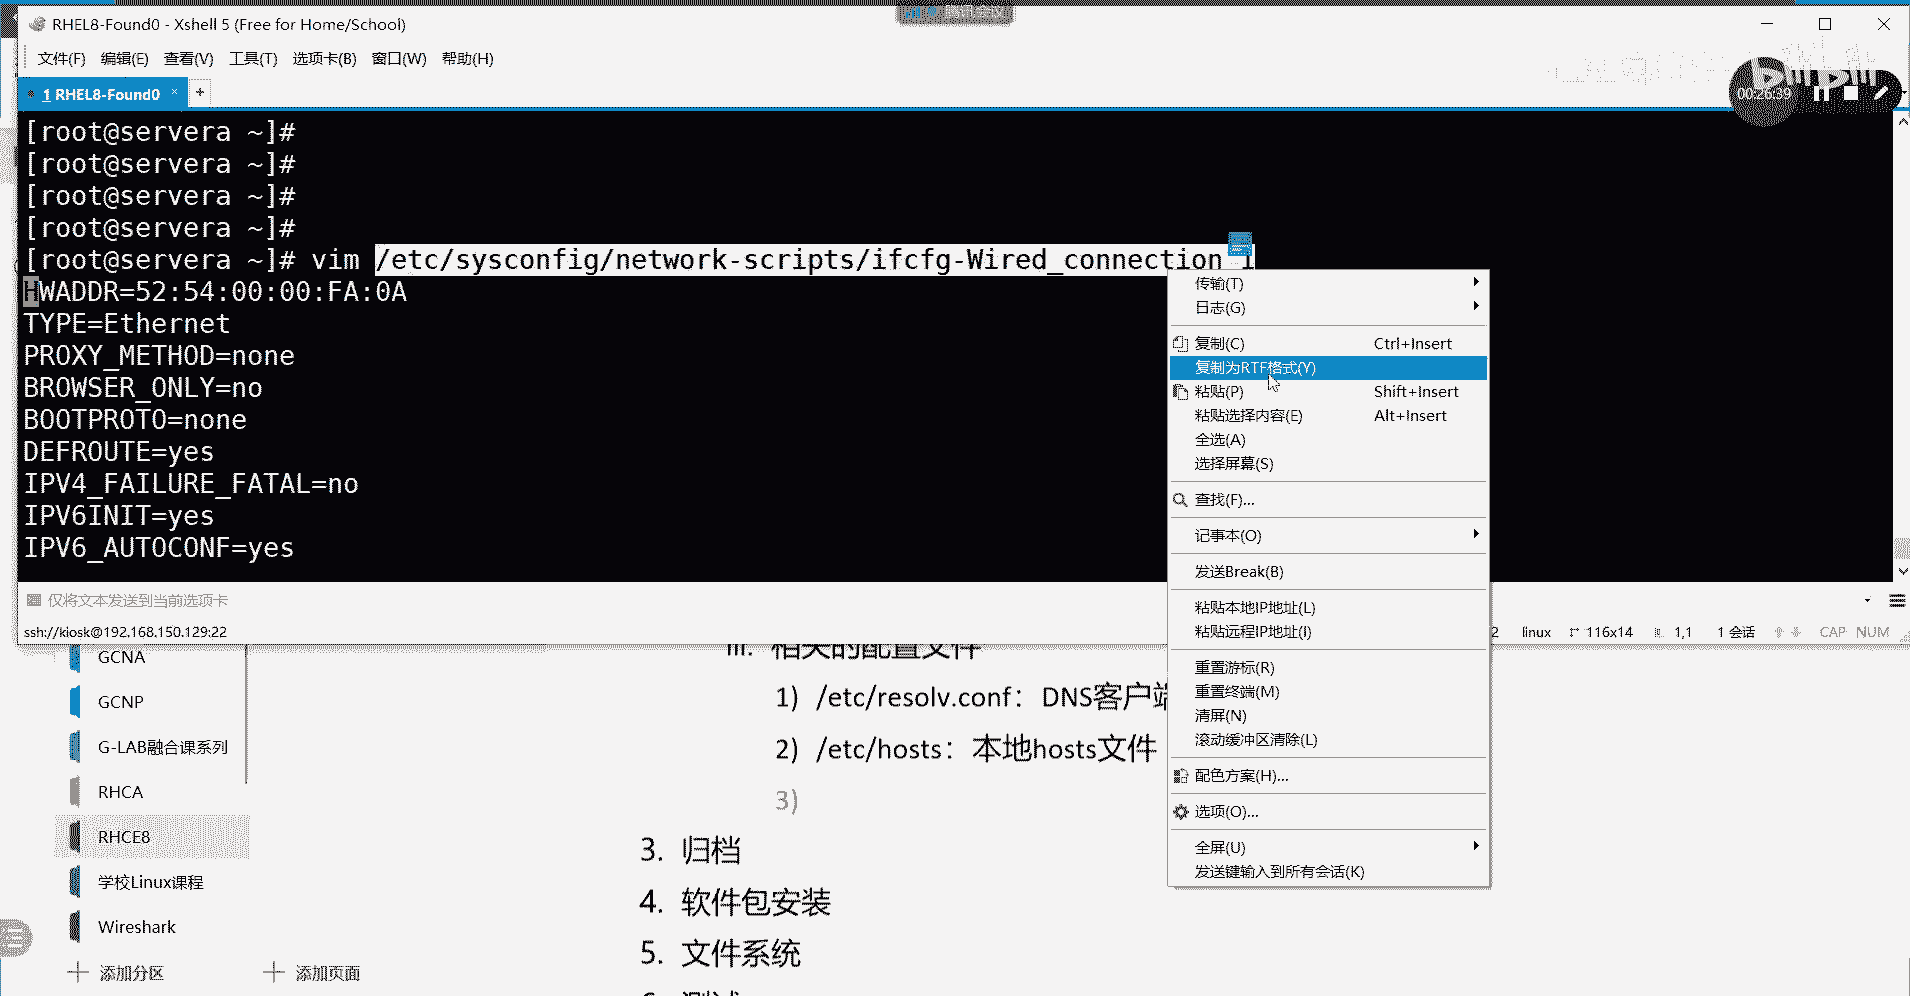 RHEL8-Found0 - Xshell 5 (Free for Home/School)
腾讯会议
文件(F) 编辑(E) 查看(V) 工具(T) 选项卡(B) 窗口(W) 帮助(H)
1 RHEL8-Found0 × +
bilibili
00:26:39
[root@servera ~]#
[root@servera ~]#
[root@servera ~]#
[root@servera ~]#
[root@servera ~]# vim /etc/sysconfig/network-scripts/ifcfg-Wired_connection_1
HWADDR=52:54:00:00:FA:0A
TYPE=Ethernet
PROXY_METHOD=none
BROWSER_ONLY=no
BOOTPROTO=none
DEFROUTE=yes
IPV4_FAILURE_FATAL=no
IPV6INIT=yes
IPV6_AUTOCONF=yes
传输(T)
日志(G)
复制(C) Ctrl+Insert
复制为RTF格式(Y)
粘贴(P) Shift+Insert
粘贴选择内容(E) Alt+Insert
全选(A)
选择屏幕(S)
查找(F)...
记事本(O)
发送Break(B)
粘贴本地IP地址(L)
粘贴远程IP地址(I)
重置游标(R)
重置终端(M)
清屏(N)
滚动缓冲区清除(L)
配色方案(H)...
选项(O)...
全屏(U)
发送键输入到所有会话(K)
仅将文本发送到当前选项卡
ssh://kiosk@192.168.150.129:22
2 linux 116x14 1,1 1 会话 CAP NUM
GCNA
GCNP
G-LAB融合课系列
RHCA
RHCE8
学校Linux课程
Wireshark
添加分区 添加页面
iii. 相关的配置文件
1) /etc/resolv.conf：DNS客户端
2) /etc/hosts：本地hosts文件
3)
3. 归档
4. 软件包安装
5. 文件系统
6. 测试